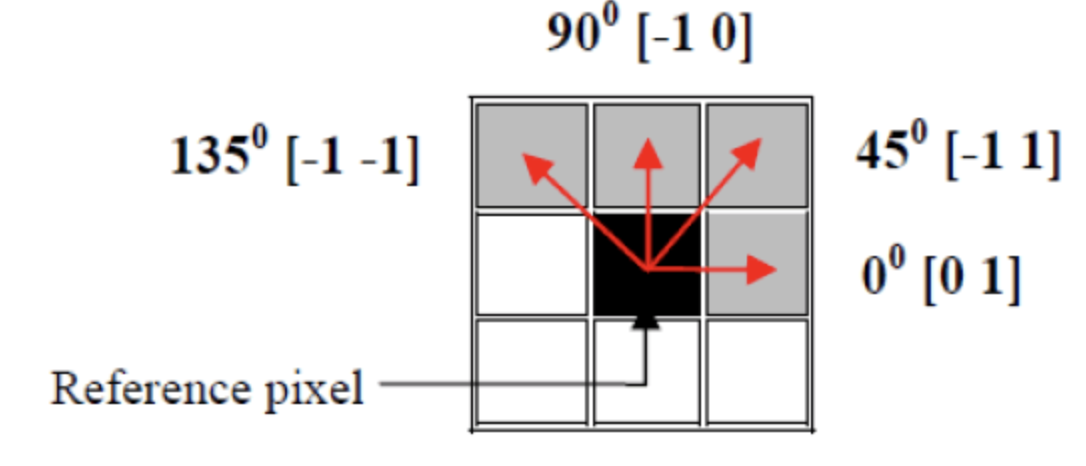 90⁰ [-1 0]
135⁰ [-1 -1]
45⁰ [-1 1]
0⁰ [0 1]
Reference pixel